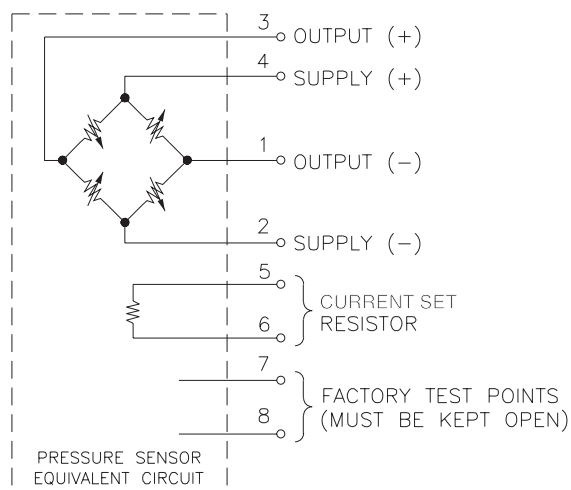 3
OUTPUT (+)
4
SUPPLY (+)
1
OUTPUT (-)
2
SUPPLY (-)
5
CURRENT SET
6
RESISTOR
7
FACTORY TEST POINTS
8
(MUST BE KEPT OPEN)
PRESSURE SENSOR
EQUIVALENT CIRCUIT